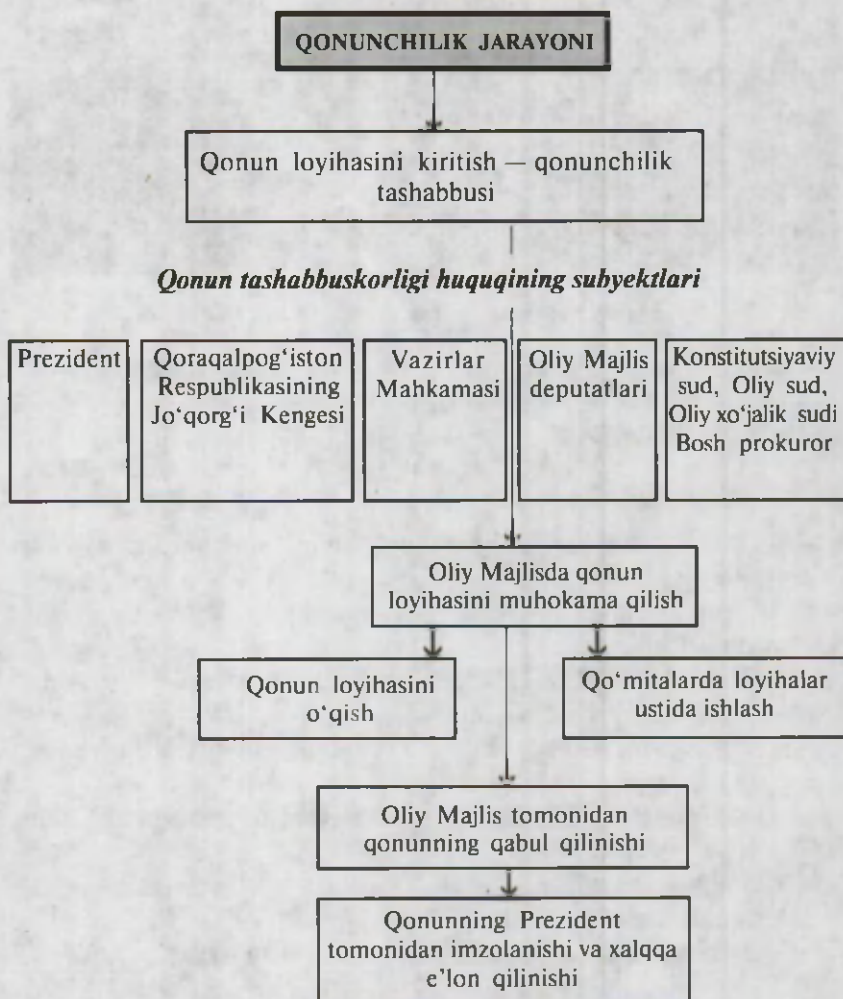 QONUNCHILIK JARAYONI
Qonun loyihasini kiritish — qonunchilik
tashabbusi
Qonun tashabbuskorligi huquqining subyektlari
Prezident
Qoraqalpog‘iston
Respublikasining
Jo‘qorg‘i Kengesi
Vazirlar
Mahkamasi
Oliy Majlis
deputatlari
Konstitutsiyaviy
sud, Oliy sud,
Oliy xo‘jalik sudi
Bosh prokuror
Oliy Majlisda qonun
loyihasini muhokama qilish
Qonun loyihasini
o‘qish
Qo‘mitalarda loyihalar
ustida ishlash
Oliy Majlis tomonidan
qonunning qabul qilinishi
Qonunning Prezident
tomonidan imzolanishi va xalqqa
e’lon qilinishi